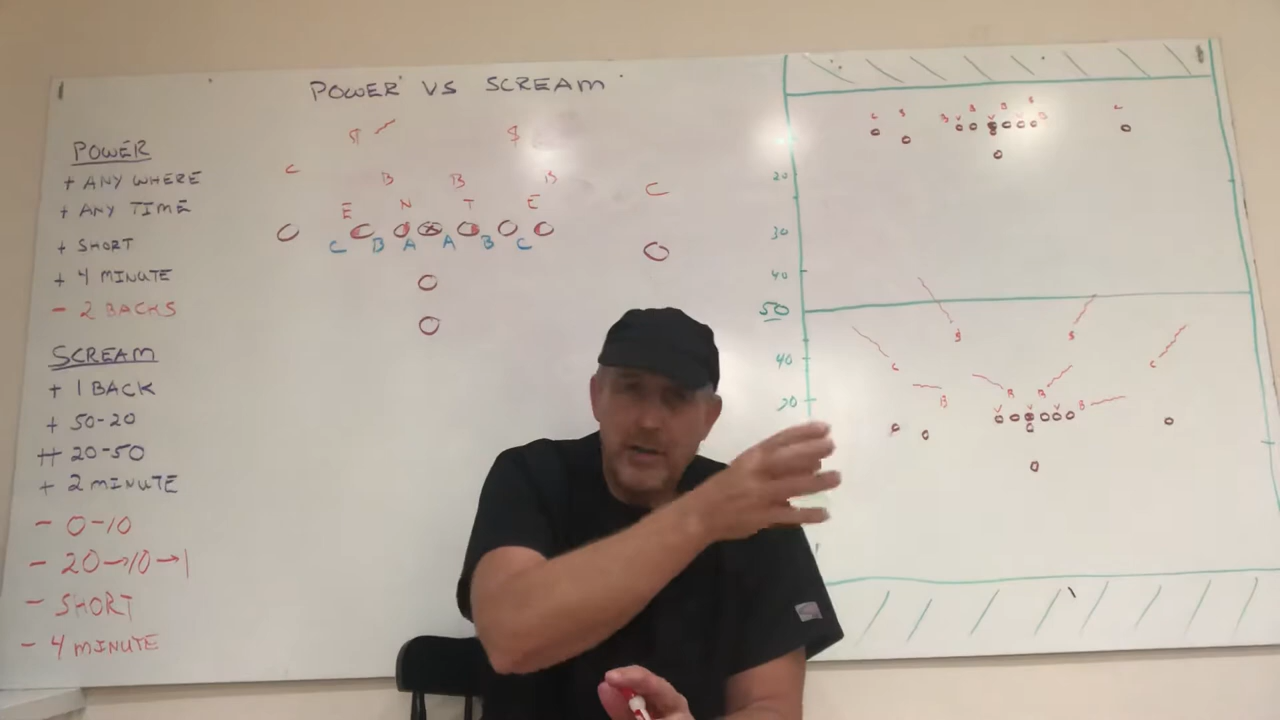 POWER VS SCREAM
POWER
+ ANY WHERE
+ ANY TIME
+ SHORT
+ 4 MINUTE
- 2 BACKS
SCREAM
+ 1 BACK
+ 50-20
++ 20-50
+ 2 MINUTE
- 0-10
- 20→10→1
- SHORT
- 4 MINUTE
$ $
C B B B C
E N T E
C B A A B C
20
30
40
50
40
C S B S B S B C
V V V
S S
C C
B B B B
V V V